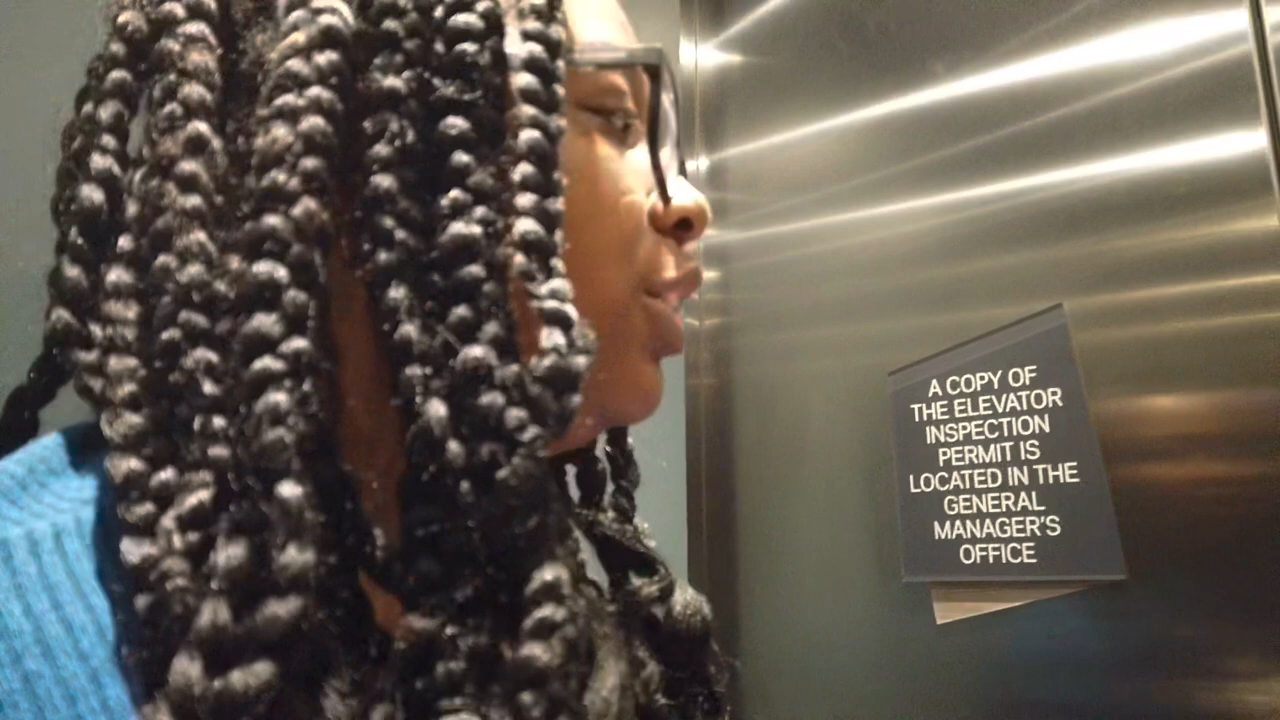 A COPY OF
THE ELEVATOR
INSPECTION
PERMIT IS
LOCATED IN THE
GENERAL
MANAGER'S
OFFICE